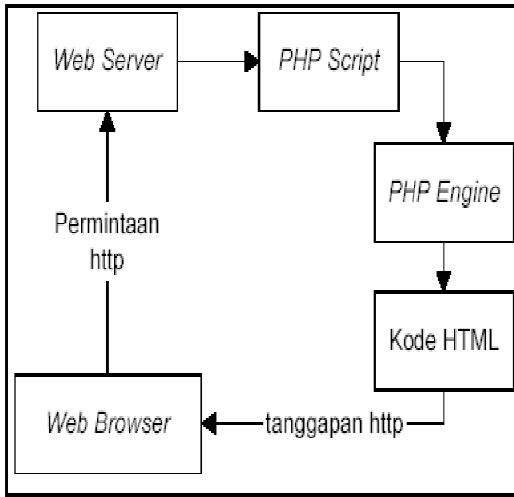 Web Server
PHP Script
PHP Engine
Permintaan
http
Kode HTML
Web Browser
tanggapan http